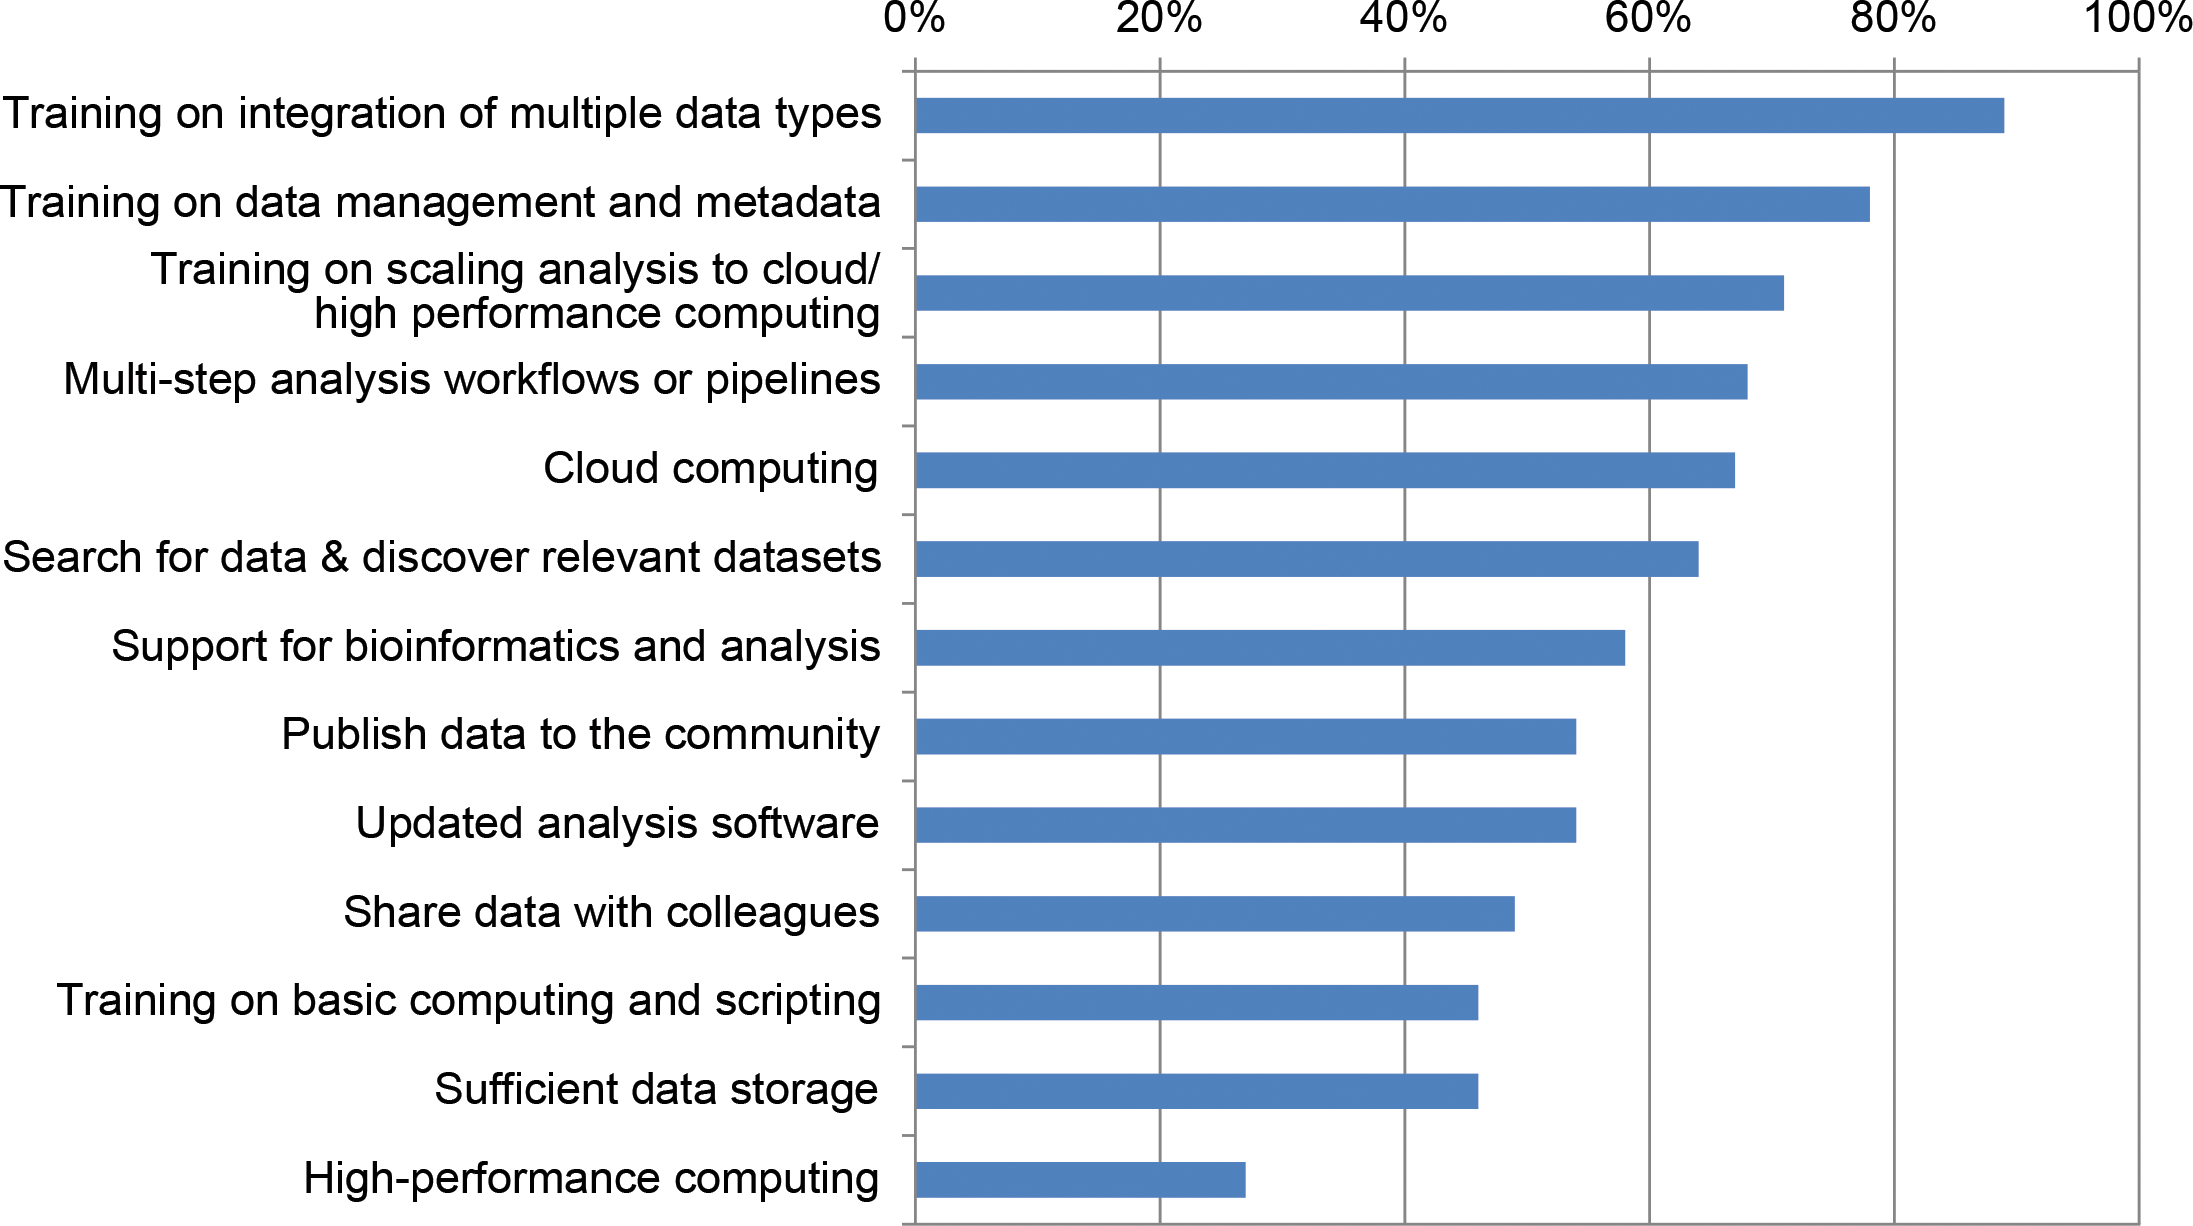 0% 20% 40% 60% 80% 100%
Training on integration of multiple data types
Training on data management and metadata
Training on scaling analysis to cloud/
high performance computing
Multi-step analysis workflows or pipelines
Cloud computing
Search for data & discover relevant datasets
Support for bioinformatics and analysis
Publish data to the community
Updated analysis software
Share data with colleagues
Training on basic computing and scripting
Sufficient data storage
High-performance computing